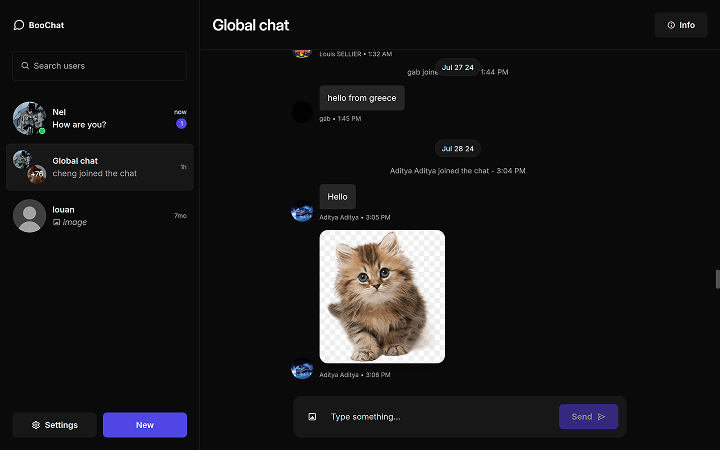 BooChat
Search users
Nel
now
How are you?
1
Global chat
+76
cheng joined the chat
1h
louan
Image
7mo
Settings
New
Global chat
Info
Louis SELLIER • 1:32 AM
Jul 27 24
gab joine 1:44 PM
hello from greece
gab • 1:45 PM
Jul 28 24
Aditya Aditya joined the chat - 3:04 PM
Hello
Aditya Aditya • 3:05 PM
Aditya Aditya • 3:06 PM
Type something...
Send